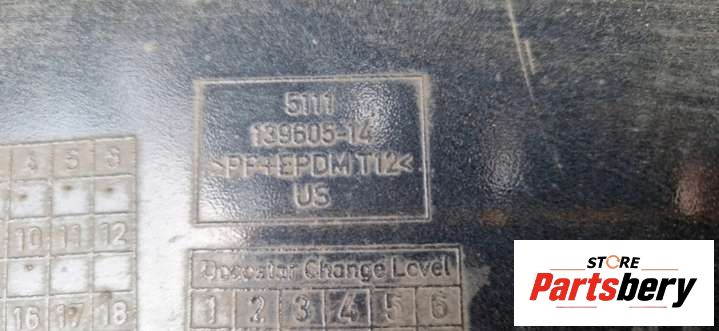 5111
139605-14
>PP+EPDM T12<
US
4 5 6
10 11 12
16 17 18
Change Level
1 2 3 4 5 6
STORE
Partsbery